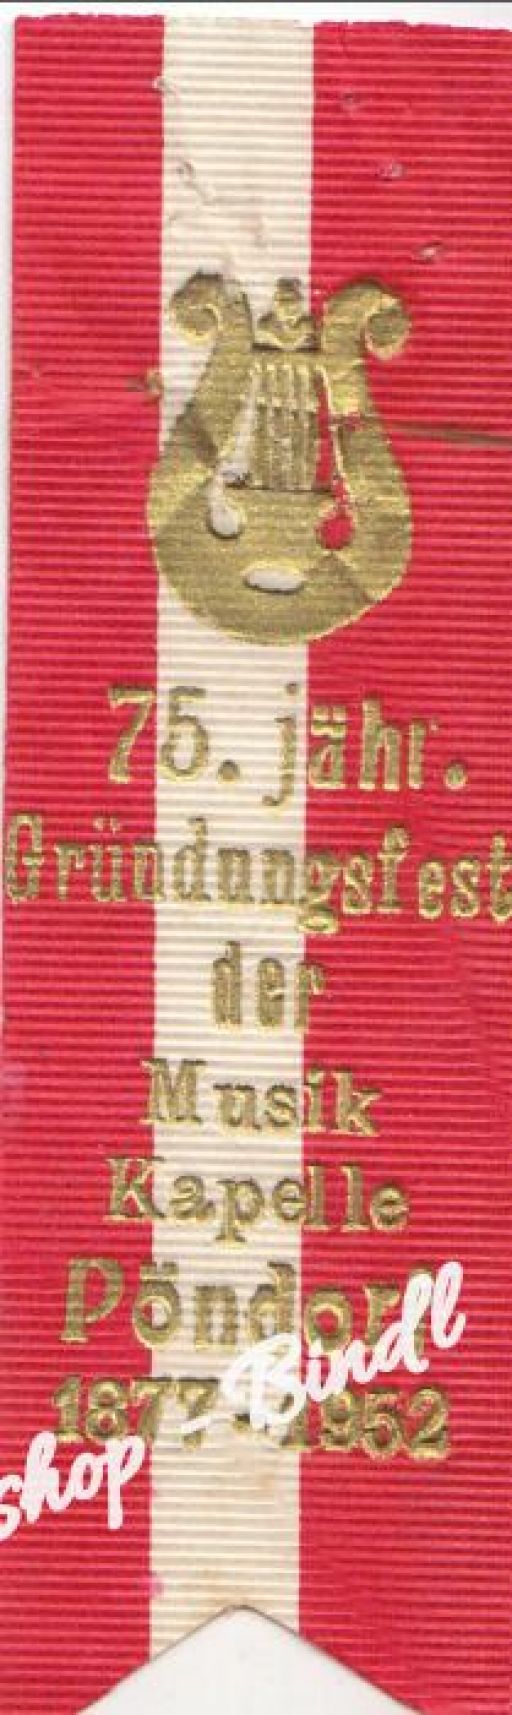 75. jähr.
Gründungsfest
der
Musik
Kapelle
Pöndorf
1877-1952
shop - Bindl